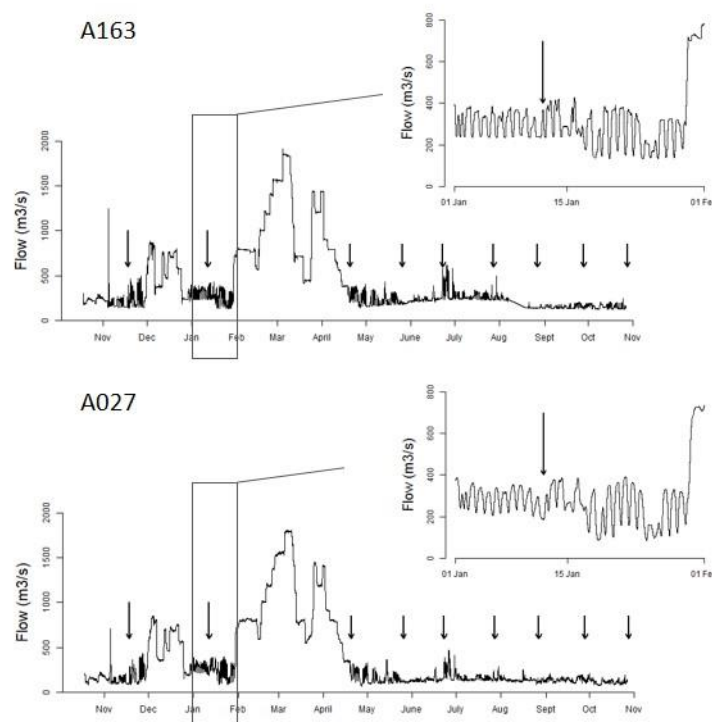 A163
Flow (m3/s)
0
200
400
600
800
01 Jan
15 Jan
01 Feb
Flow (m3/s)
0
500
1000
1500
2000
Nov
Dec
Jan
Feb
Mar
April
May
June
July
Aug
Sept
Oct
Nov
A027
Flow (m3/s)
0
200
400
600
800
01 Jan
15 Jan
01 Fe
Flow (m3/s)
0
500
1000
1500
2000
Nov
Dec
Jan
Feb
Mar
April
May
June
July
Aug
Sept
Oct
Nov